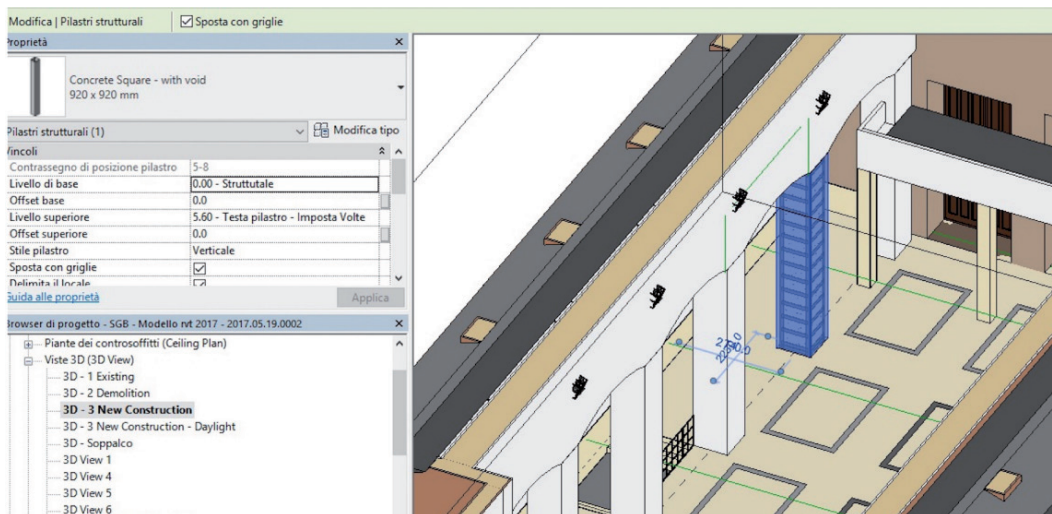 Modifica | Pilastri strutturali Sposta con griglie
Proprietà
Concrete Square - with void
920 x 920 mm
Pilastri strutturali (1) Modifica tipo
Vincoli
Contrassegno di posizione pilastro 5-8
Livello di base 0.00 - Struttutale
Offset base 0.0
Livello superiore 5.60 - Testa pilastro - Imposta Volte
Offset superiore 0.0
Stile pilastro Verticale
Sposta con griglie
Delimita il locale
Guida alle proprietà Applica
Browser di progetto - SGB - Modello rvt 2017 - 2017.05.19.0002
Piante dei controsoffitti (Ceiling Plan)
Viste 3D (3D View)
3D - 1 Existing
3D - 2 Demolition
3D - 3 New Construction
3D - 3 New Construction - Daylight
3D - Soppalco
3D View 1
3D View 4
3D View 5
3D View 6